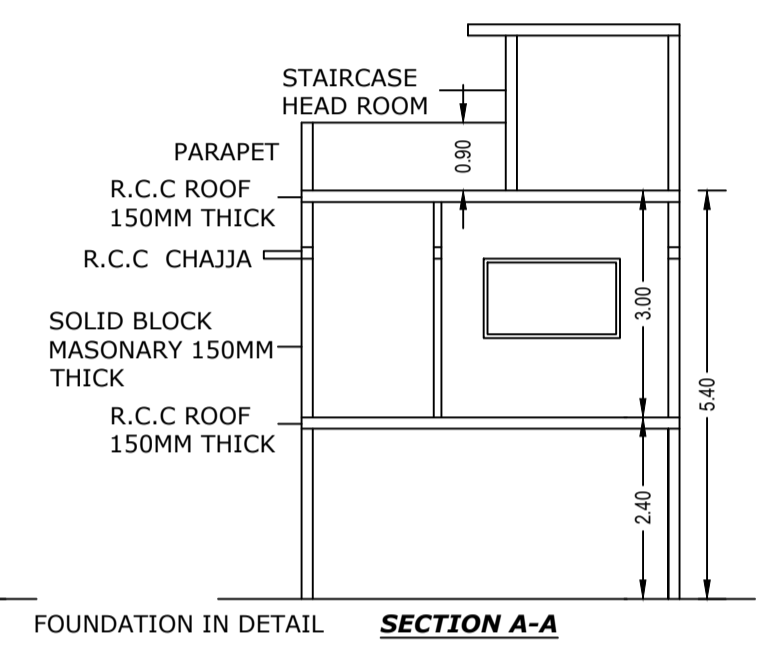 STAIRCASE
HEAD ROOM
PARAPET
0.90
R.C.C ROOF
150MM THICK
R.C.C CHAJJA
3.00
SOLID BLOCK
MASONARY 150MM
THICK
5.40
R.C.C ROOF
150MM THICK
2.40
FOUNDATION IN DETAIL
SECTION A-A